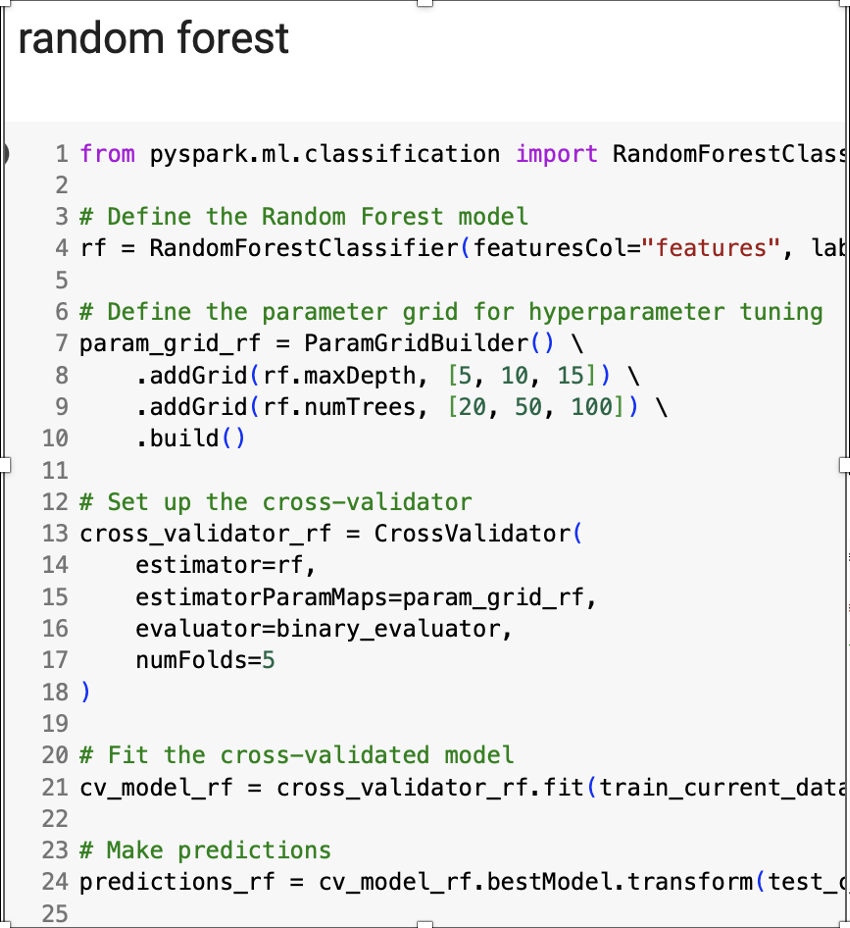 random forest
1 from pyspark.ml.classification import RandomForestClass
2
3 # Define the Random Forest model
4 rf = RandomForestClassifier(featuresCol="features", lab
5
6 # Define the parameter grid for hyperparameter tuning
7 param_grid_rf = ParamGridBuilder() \
8     .addGrid(rf.maxDepth, [5, 10, 15]) \
9     .addGrid(rf.numTrees, [20, 50, 100]) \
10     .build()
11
12 # Set up the cross-validator
13 cross_validator_rf = CrossValidator(
14     estimator=rf,
15     estimatorParamMaps=param_grid_rf,
16     evaluator=binary_evaluator,
17     numFolds=5
18 )
19
20 # Fit the cross-validated model
21 cv_model_rf = cross_validator_rf.fit(train_current_data
22
23 # Make predictions
24 predictions_rf = cv_model_rf.bestModel.transform(test_c
25